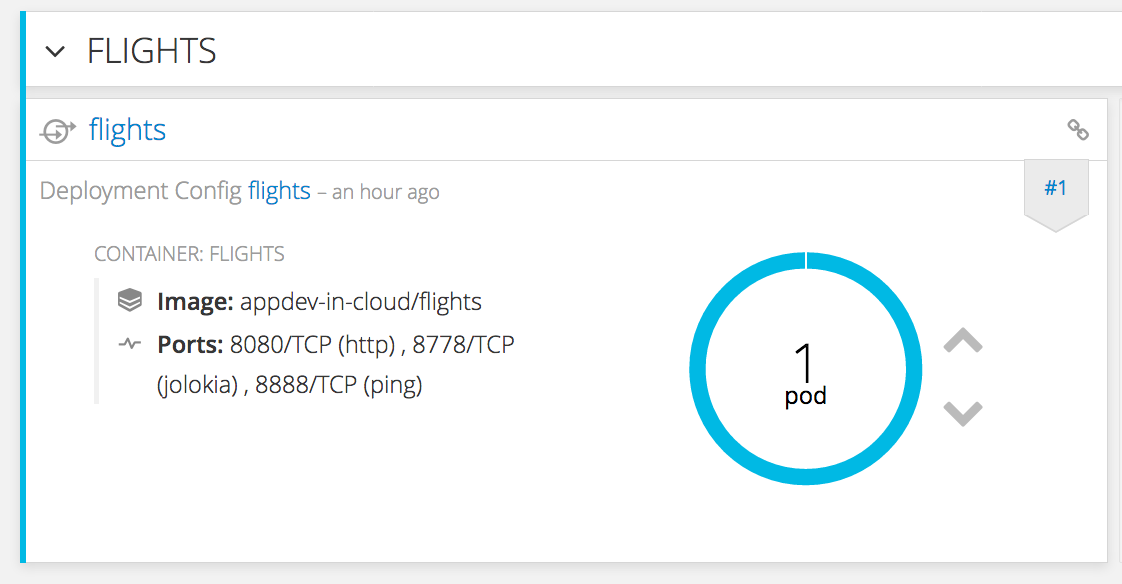 FLIGHTS
flights
Deployment Config flights – an hour ago
#1
CONTAINER: FLIGHTS
Image: appdev-in-cloud/flights
Ports: 8080/TCP (http) , 8778/TCP
(jolokia) , 8888/TCP (ping)
1
pod